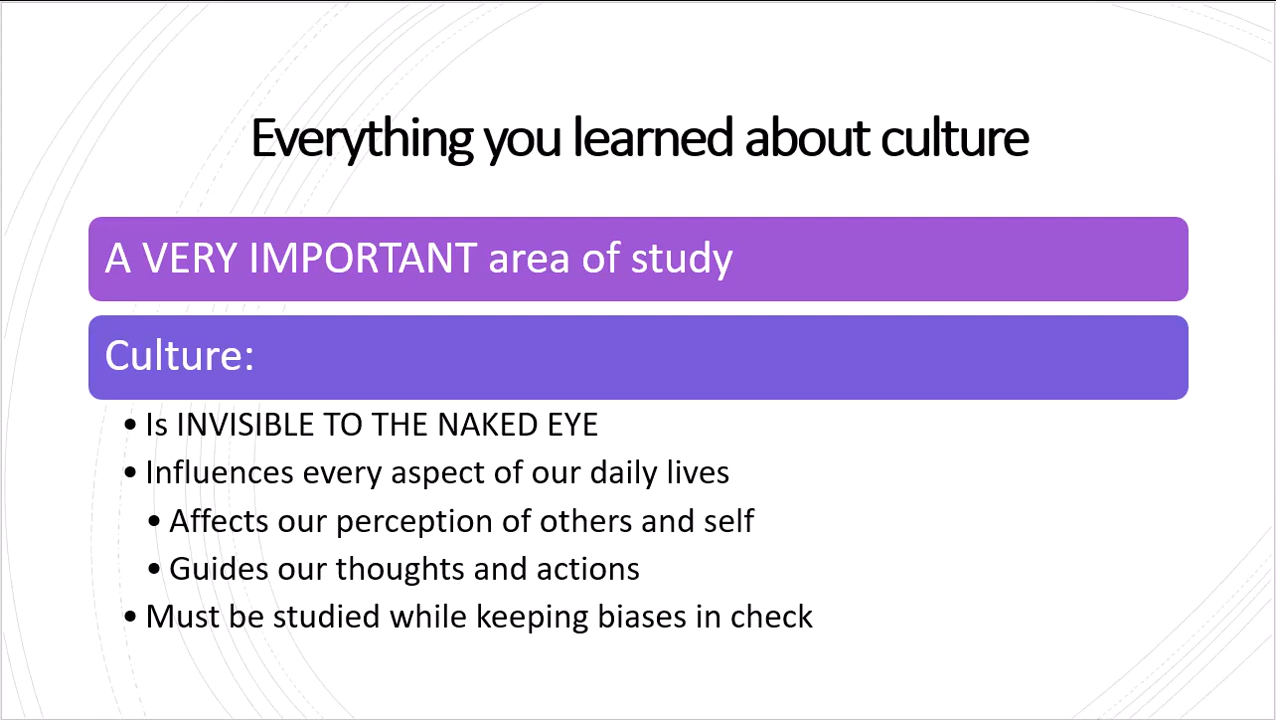 Everything you learned about culture
A VERY IMPORTANT area of study
Culture:
• Is INVISIBLE TO THE NAKED EYE
• Influences every aspect of our daily lives
• Affects our perception of others and self
• Guides our thoughts and actions
• Must be studied while keeping biases in check